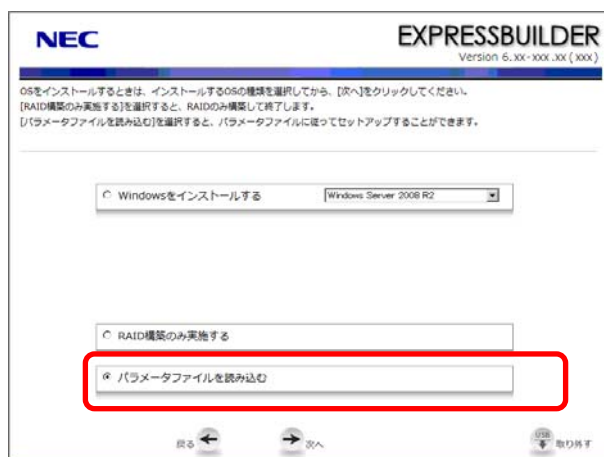 NEC
EXPRESSBUILDER
Version 6.xx-xxx.xx (xxx)
OSをインストールするときは、インストールするOSの種類を選択してから、[次へ]をクリックしてください。
[RAID構築のみ実施する]を選択すると、RAIDのみ構築して終了します。
[パラメータファイルを読み込む]を選択すると、パラメータファイルに従ってセットアップすることができます。
Windowsをインストールする Windows Server 2008 R2
RAID構築のみ実施する
パラメータファイルを読み込む
戻る 次へ USB 取り外す